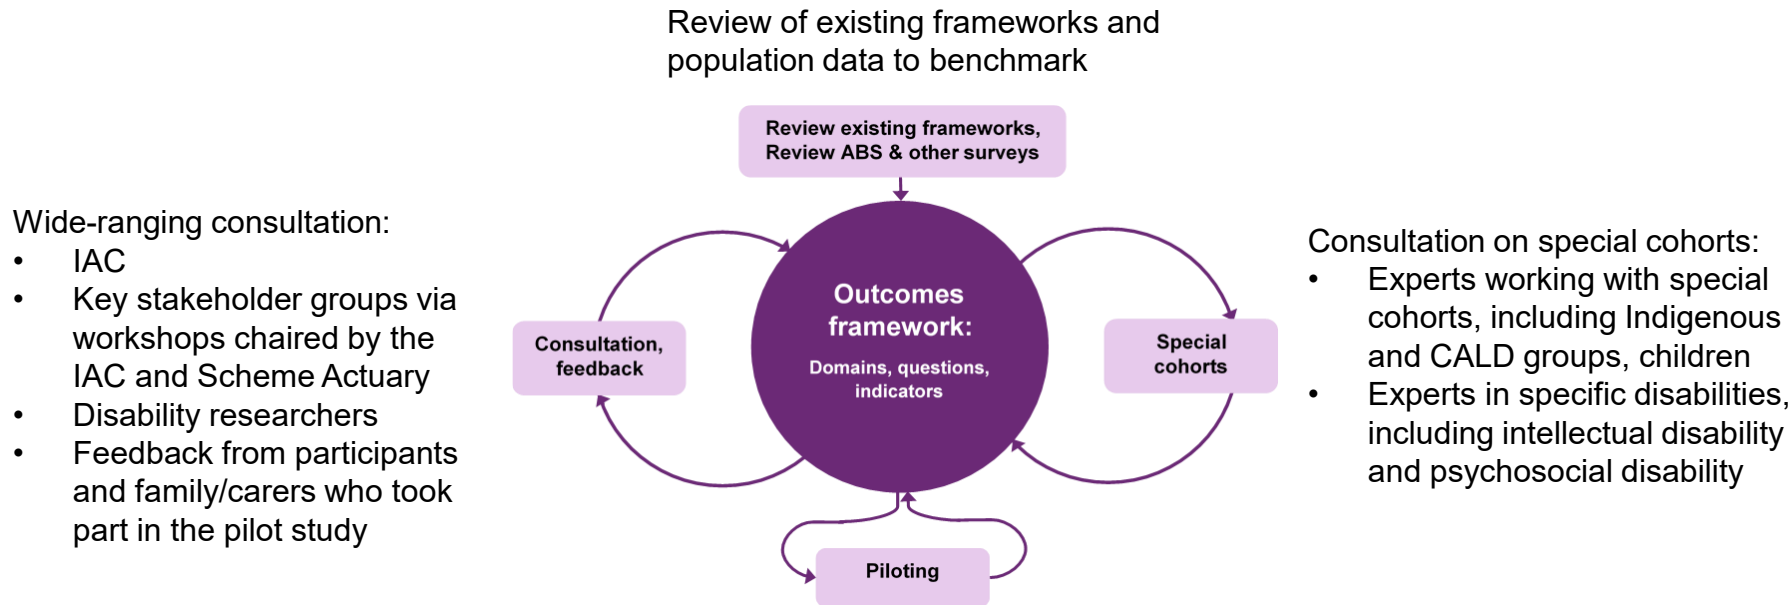 Review of existing frameworks and
population data to benchmark
Review existing frameworks,
Review ABS & other surveys
Wide-ranging consultation:
• IAC
• Key stakeholder groups via
workshops chaired by the
IAC and Scheme Actuary
• Disability researchers
• Feedback from participants
and family/carers who took
part in the pilot study
Consultation,
feedback
Outcomes
framework:
Domains, questions,
indicators
Special
cohorts
Consultation on special cohorts:
• Experts working with special
cohorts, including Indigenous
and CALD groups, children
• Experts in specific disabilities,
including intellectual disability
and psychosocial disability
Piloting